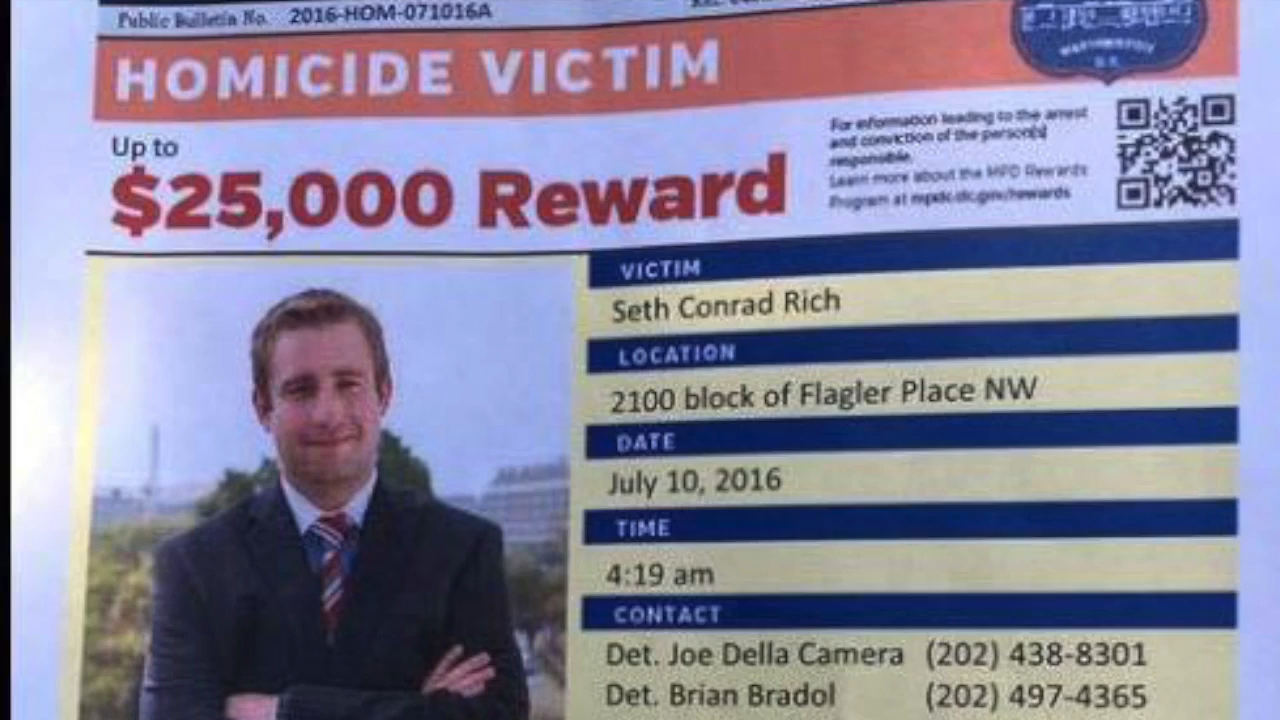 Public Bulletin No. 2016-HOM-071016A
HOMICIDE VICTIM
Up to
$25,000 Reward
For information leading to the arrest
and conviction of the person(s)
responsible.
Learn more about the MPD Rewards
Program at mpdc.dc.gov/rewards
VICTIM
Seth Conrad Rich
LOCATION
2100 block of Flagler Place NW
DATE
July 10, 2016
TIME
4:19 am
CONTACT
Det. Joe Della Camera (202) 438-8301
Det. Brian Bradol (202) 497-4365